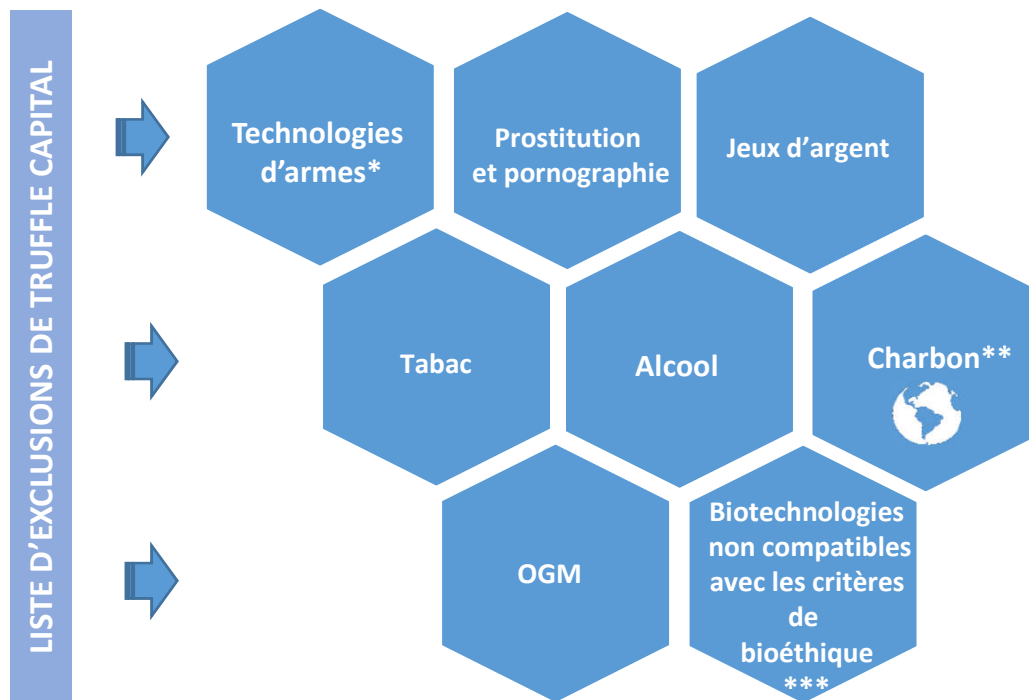 LISTE D’EXCLUSIONS DE TRUFFLE CAPITAL
Technologies
d’armes*
Prostitution
et pornographie
Jeux d’argent
Tabac
Alcool
Charbon**
OGM
Biotechnologies
non compatibles
avec les critères
de
bioéthique
***